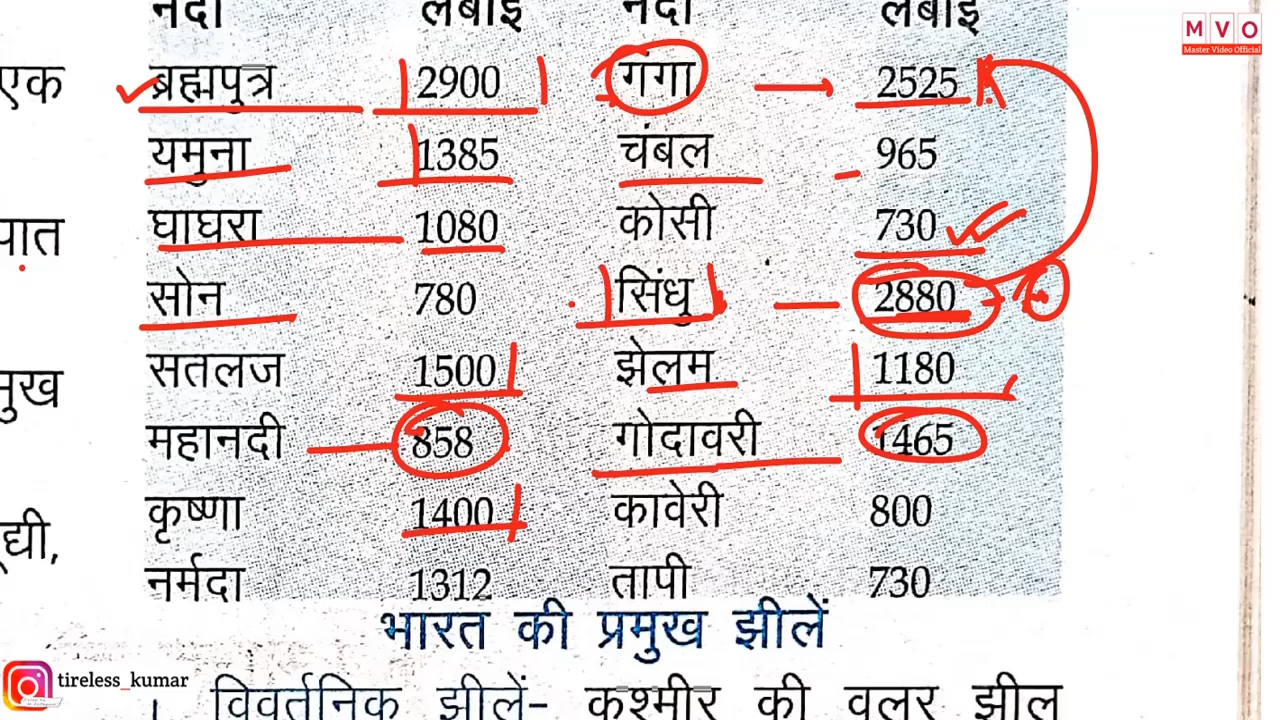 नदी लंबाई नदी लंबाई
MVO
Master Video Official
एक ब्रह्मपुत्र 2900 गंगा 2525
यमुना 1385 चंबल 965
पात घाघरा 1080 कोसी 730
सोन 780 सिंधु 2880
मुख सतलज 1500 झेलम 1180
महानदी 858 गोदावरी 1465
कृष्णा 1400 कावेरी 800
द्यी,
नर्मदा 1312 तापी 730
भारत की प्रमुख झीलें
tireless_kumar
विवर्तनिक झीलें- कश्मीर की वुलर झील